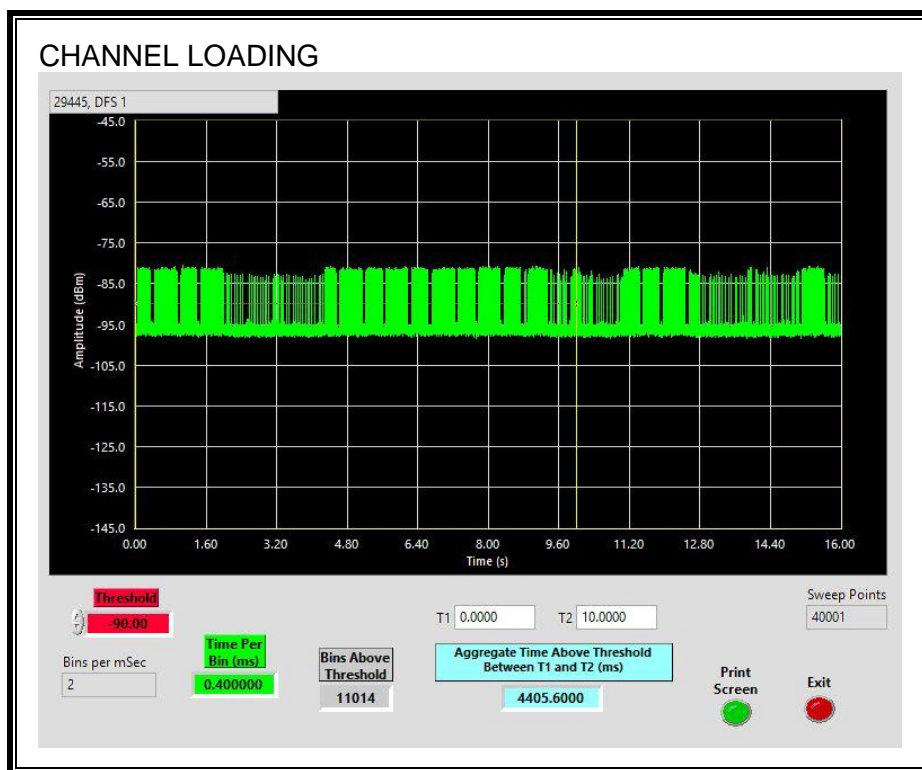 CHANNEL LOADING
29445, DFS 1
-45.0
-55.0
-65.0
-75.0
-85.0
-95.0
-105.0
-115.0
-125.0
-135.0
-145.0
Amplitude (dBm)
0.00 1.60 3.20 4.80 6.40 8.00 9.60 11.20 12.80 14.40 16.00
Time (s)
Threshold
-90.00
Bins per mSec
2
Time Per
Bin (ms)
0.400000
Bins Above
Threshold
11014
T1 0.0000 T2 10.0000
Aggregate Time Above Threshold
Between T1 and T2 (ms)
4405.6000
Sweep Points
40001
Print
Screen
Exit